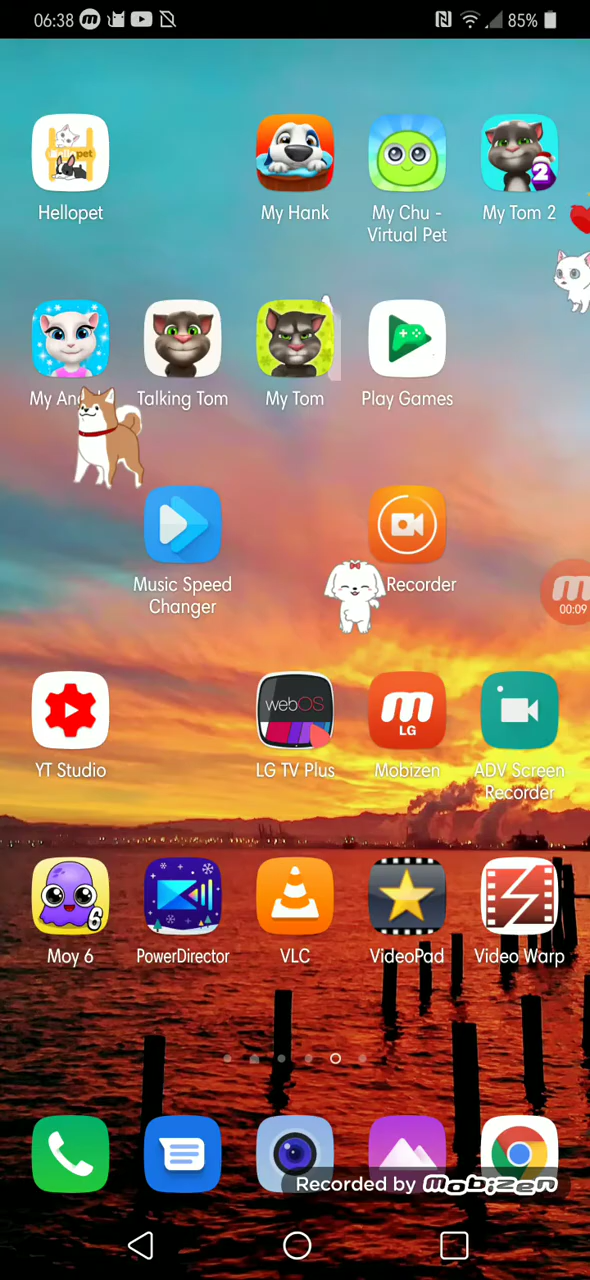 06:38
85%
Hellopet
My Hank
My Chu -
Virtual Pet
My Tom 2
2
My An
Talking Tom
My Tom
Play Games
Music Speed
Changer
Recorder
00:09
webOS
LG
YT Studio
LG TV Plus
Mobizen
ADV Screen
Recorder
6
Moy 6
PowerDirector
VLC
VideoPad
Video Warp
Recorded by Mobizen